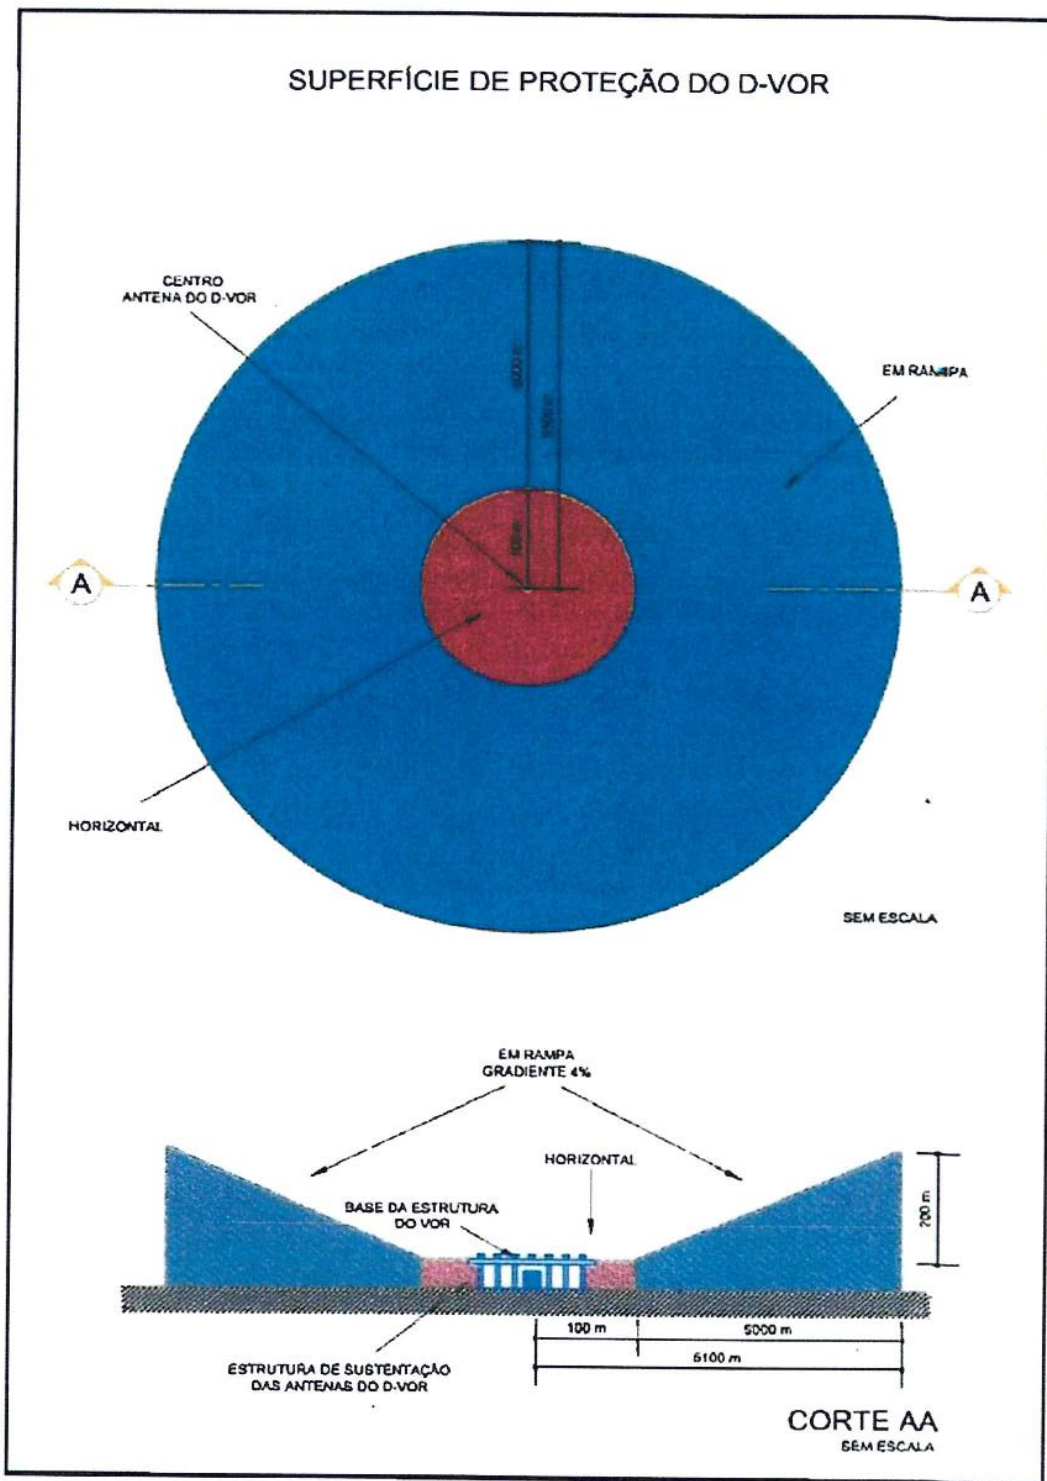 SUPERFÍCIE DE PROTEÇÃO DO D-VOR
CENTRO
ANTENA DO D-VOR
EM RAMPA
100 m
A
A
HORIZONTAL
SEM ESCALA
EM RAMPA
GRADIENTE 4%
HORIZONTAL
BASE DA ESTRUTURA
DO VOR
200 m
100 m
5000 m
5100 m
ESTRUTURA DE SUSTENTAÇÃO
DAS ANTENAS DO D-VOR
CORTE AA
SEM ESCALA